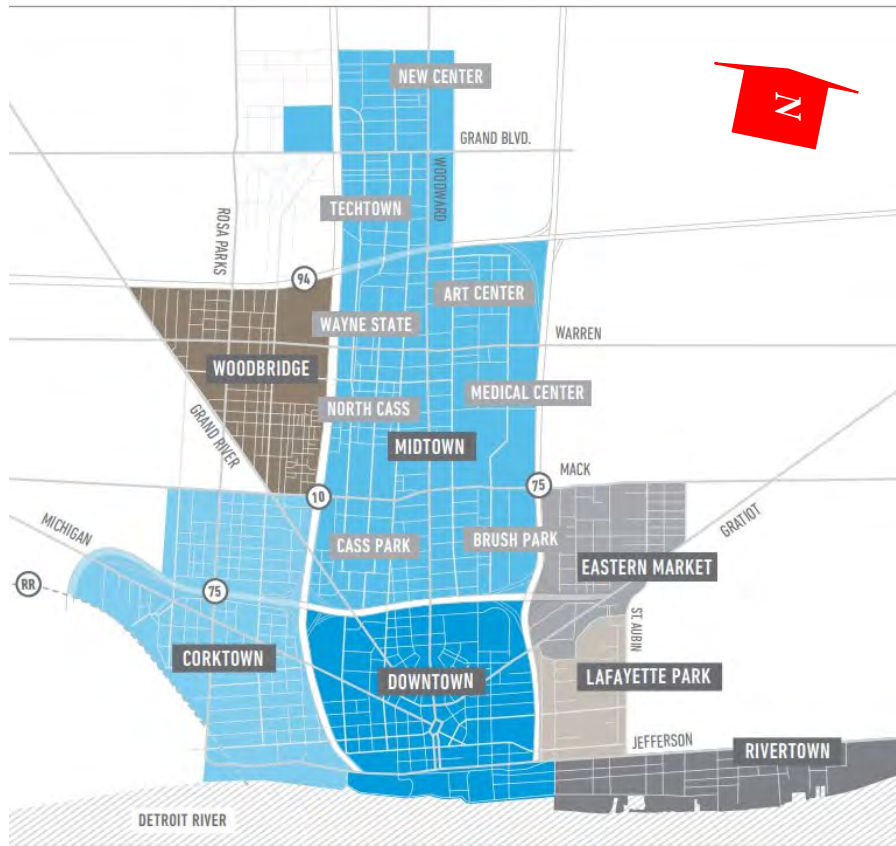 NEW CENTER
N
GRAND BLVD.
WOODWARD
TECHTOWN
ROSA PARKS
94
ART CENTER
WAYNE STATE
WARREN
WOODBRIDGE
MEDICAL CENTER
NORTH CASS
GRAND RIVER
MIDTOWN
MACK
10
75
MICHIGAN
GRATIOT
CASS PARK
BRUSH PARK
EASTERN MARKET
RR
75
ST. AUBIN
CORKTOWN
DOWNTOWN
LAFAYETTE PARK
JEFFERSON
RIVERTOWN
DETROIT RIVER